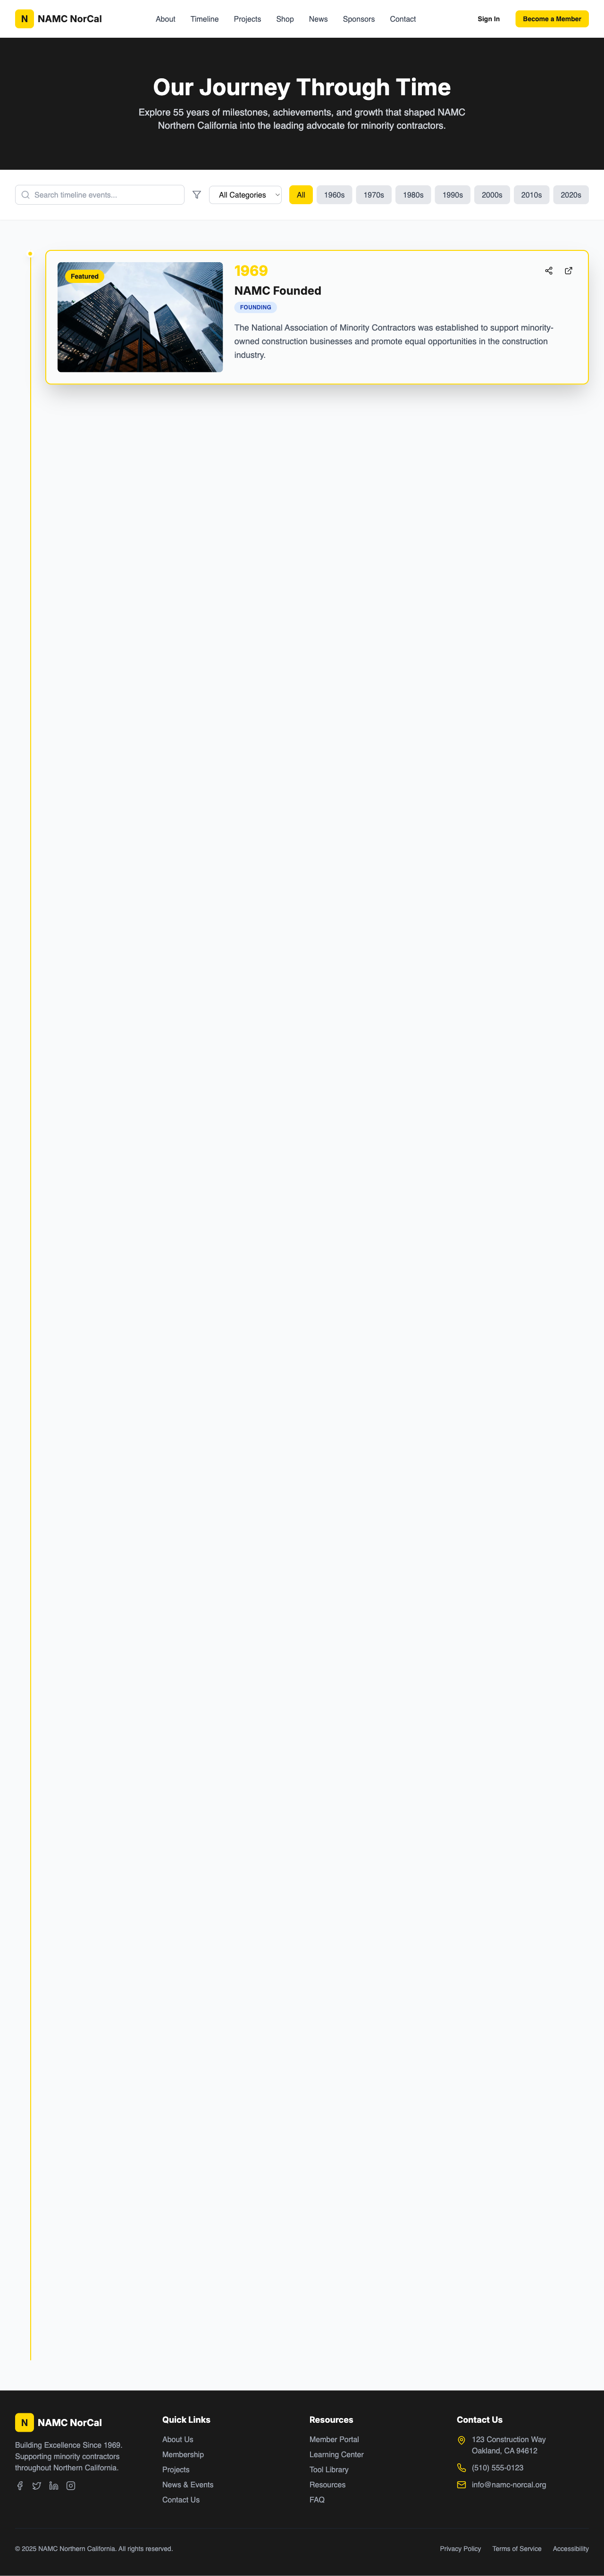 N NAMC NorCal
About Timeline Projects Shop News Sponsors Contact
Sign In
Become a Member
Our Journey Through Time
Explore 55 years of milestones, achievements, and growth that shaped NAMC
Northern California into the leading advocate for minority contractors.
Search timeline events...
All Categories
All 1960s 1970s 1980s 1990s 2000s 2010s 2020s
Featured
1969
NAMC Founded
FOUNDING
The National Association of Minority Contractors was established to support minority-
owned construction businesses and promote equal opportunities in the construction
industry.
N NAMC NorCal
Building Excellence Since 1969.
Supporting minority contractors
throughout Northern California.
Quick Links
About Us
Membership
Projects
News & Events
Contact Us
Resources
Member Portal
Learning Center
Tool Library
Resources
FAQ
Contact Us
123 Construction Way
Oakland, CA 94612
(510) 555-0123
info@namc-norcal.org
© 2025 NAMC Northern California. All rights reserved.
Privacy Policy Terms of Service Accessibility